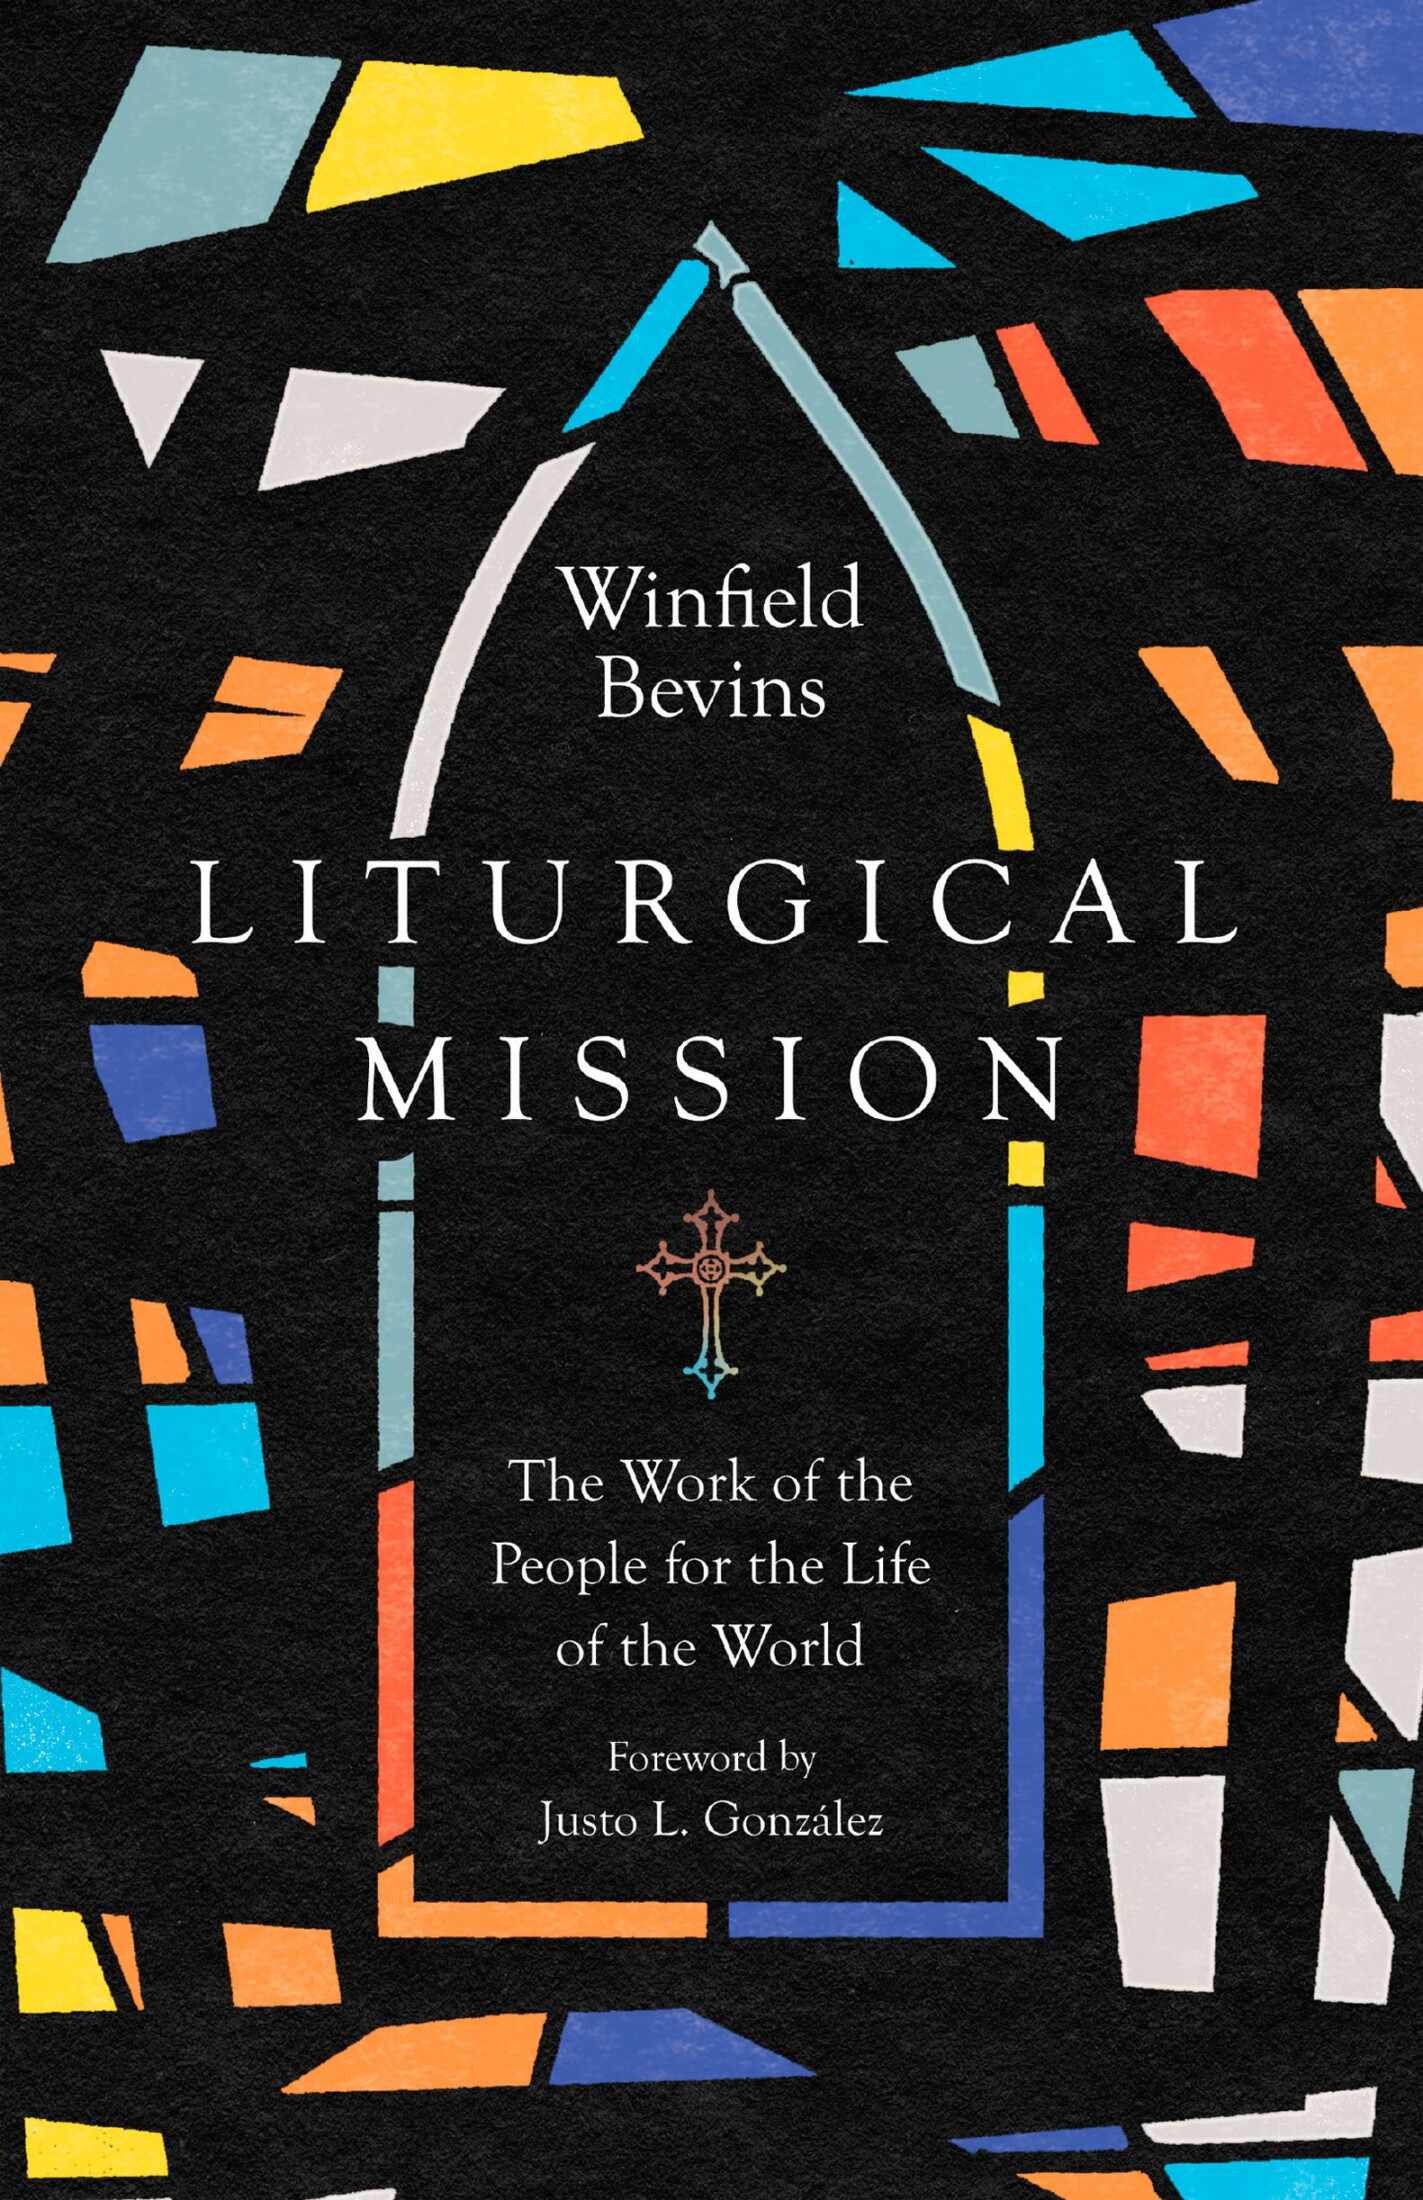 Winfield
Bevins
LITURGICAL
MISSION
The Work of the
People for the Life
of the World
Foreword by
Justo L. González